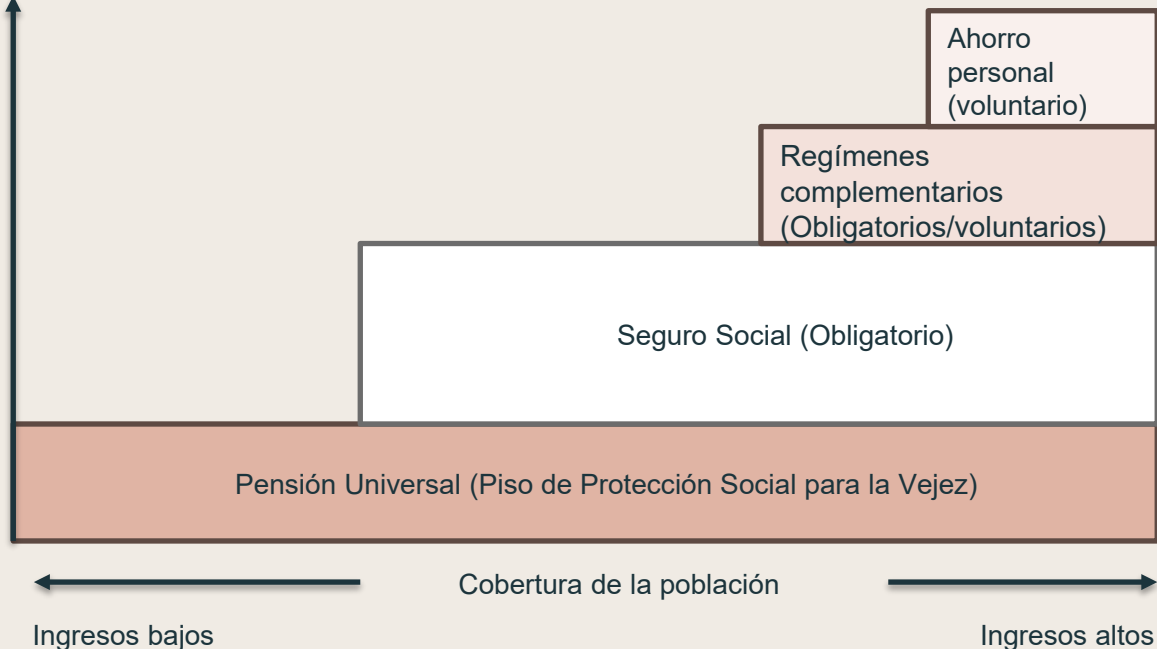 Ahorro
personal
(voluntario)
Regímenes
complementarios
(Obligatorios/voluntarios)
Seguro Social (Obligatorio)
Pensión Universal (Piso de Protección Social para la Vejez)
Cobertura de la población
Ingresos bajos
Ingresos altos